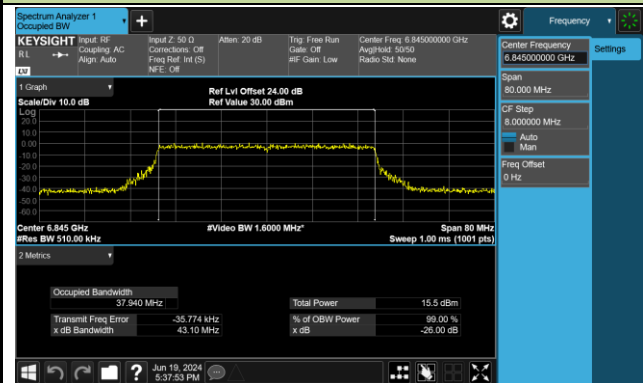 Spectrum Analyzer 1
Occupied BW
Frequency
KEYSIGHT
RL
Input: RF
Coupling: AC
Align: Auto
Input Z: 50 Ω
Corrections: Off
Freq Ref: Int (S)
NFE: Off
Atten: 20 dB
Trig: Free Run
Gate: Off
#IF Gain: Low
Center Freq: 6.845000000 GHz
Avg|Hold: 50/50
Radio Std: None
LXI
1 Graph
Scale/Div 10.0 dB
Ref Lvl Offset 24.00 dB
Ref Value 30.00 dBm
Log
20.0
10.0
0.00
-10.0
-20.0
-30.0
-40.0
-50.0
-60.0
Center 6.845 GHz
#Video BW 1.6000 MHz*
Span 80 MHz
#Res BW 510.00 kHz
Sweep 1.00 ms (1001 pts)
2 Metrics
Occupied Bandwidth
37.940 MHz
Total Power 15.5 dBm
Transmit Freq Error -35.774 kHz
% of OBW Power 99.00 %
x dB Bandwidth 43.10 MHz
x dB -26.00 dB
Center Frequency
6.845000000 GHz
Settings
Span
80.000 MHz
CF Step
8.000000 MHz
Auto
Man
Freq Offset
0 Hz
?
Jun 19, 2024
5:37:53 PM